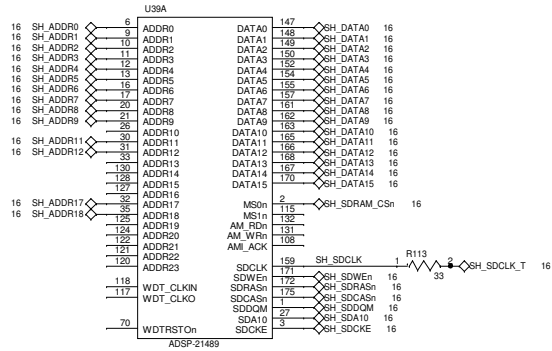 U39A
16 SH_ADDR0 6 ADDR0 DATA0 147 SH_DATA0 16
16 SH_ADDR1 9 ADDR1 DATA1 148 SH_DATA1 16
16 SH_ADDR2 10 ADDR2 DATA2 149 SH_DATA2 16
16 SH_ADDR3 11 ADDR3 DATA3 150 SH_DATA3 16
16 SH_ADDR4 12 ADDR4 DATA4 152 SH_DATA4 16
16 SH_ADDR5 13 ADDR5 DATA5 154 SH_DATA5 16
16 SH_ADDR6 16 ADDR6 DATA6 155 SH_DATA6 16
16 SH_ADDR7 17 ADDR7 DATA7 157 SH_DATA7 16
16 SH_ADDR8 20 ADDR8 DATA8 161 SH_DATA8 16
16 SH_ADDR9 21 ADDR9 DATA9 162 SH_DATA9 16
26 ADDR10 DATA10 163 SH_DATA10 16
16 SH_ADDR11 30 ADDR11 DATA11 165 SH_DATA11 16
16 SH_ADDR12 31 ADDR12 DATA12 166 SH_DATA12 16
33 ADDR13 DATA13 168 SH_DATA13 16
130 ADDR14 DATA14 167 SH_DATA14 16
128 ADDR15 DATA15 170 SH_DATA15 16
127 ADDR16
16 SH_ADDR17 32 ADDR17 MS0n 2 SH_SDRAM_CSn 16
16 SH_ADDR18 35 ADDR18 MS1n 115
125 ADDR19 AM_RDn 132
124 ADDR20 AM_WRn 131
122 ADDR21 AMI_ACK 108
121 ADDR22
120 ADDR23 SDCLK 159 SH_SDCLK 1 R113 33 2 SH_SDCLK_T 16
SDWEn 171 SH_SDWEn 16
118 WDT_CLKIN SDRASn 172 SH_SDRASn 16
117 WDT_CLKO SDCASn 175 SH_SDCASn 16
SDDQM 1 SH_SDDQM 16
SDA10 27 SH_SDA10 16
70 WDTRSTOn SDCKE 3 SH_SDCKE 16
ADSP-21489